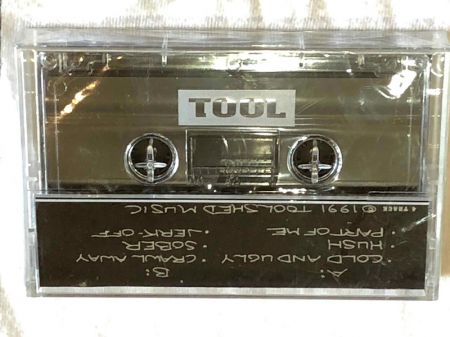 TOOL
A:
• COLD AND UGLY
• HUSH
• PART OF ME
B:
• CRAWL AWAY
• SOBER
• JERK-OFF
©1991 TOOLSHED MUSIC
4 TRACK